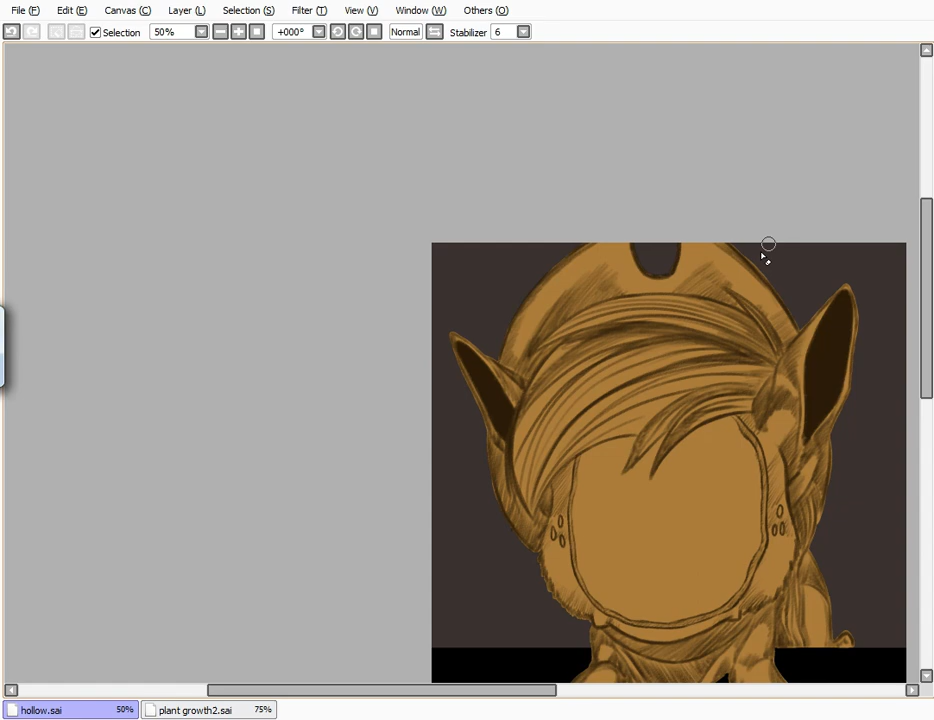 File (F) Edit (E) Canvas (C) Layer (L) Selection (S) Filter (T) View (V) Window (W) Others (O)
Selection 50% +000° Normal Stabilizer 6
hollow.sai 50% plant growth2.sai 75%